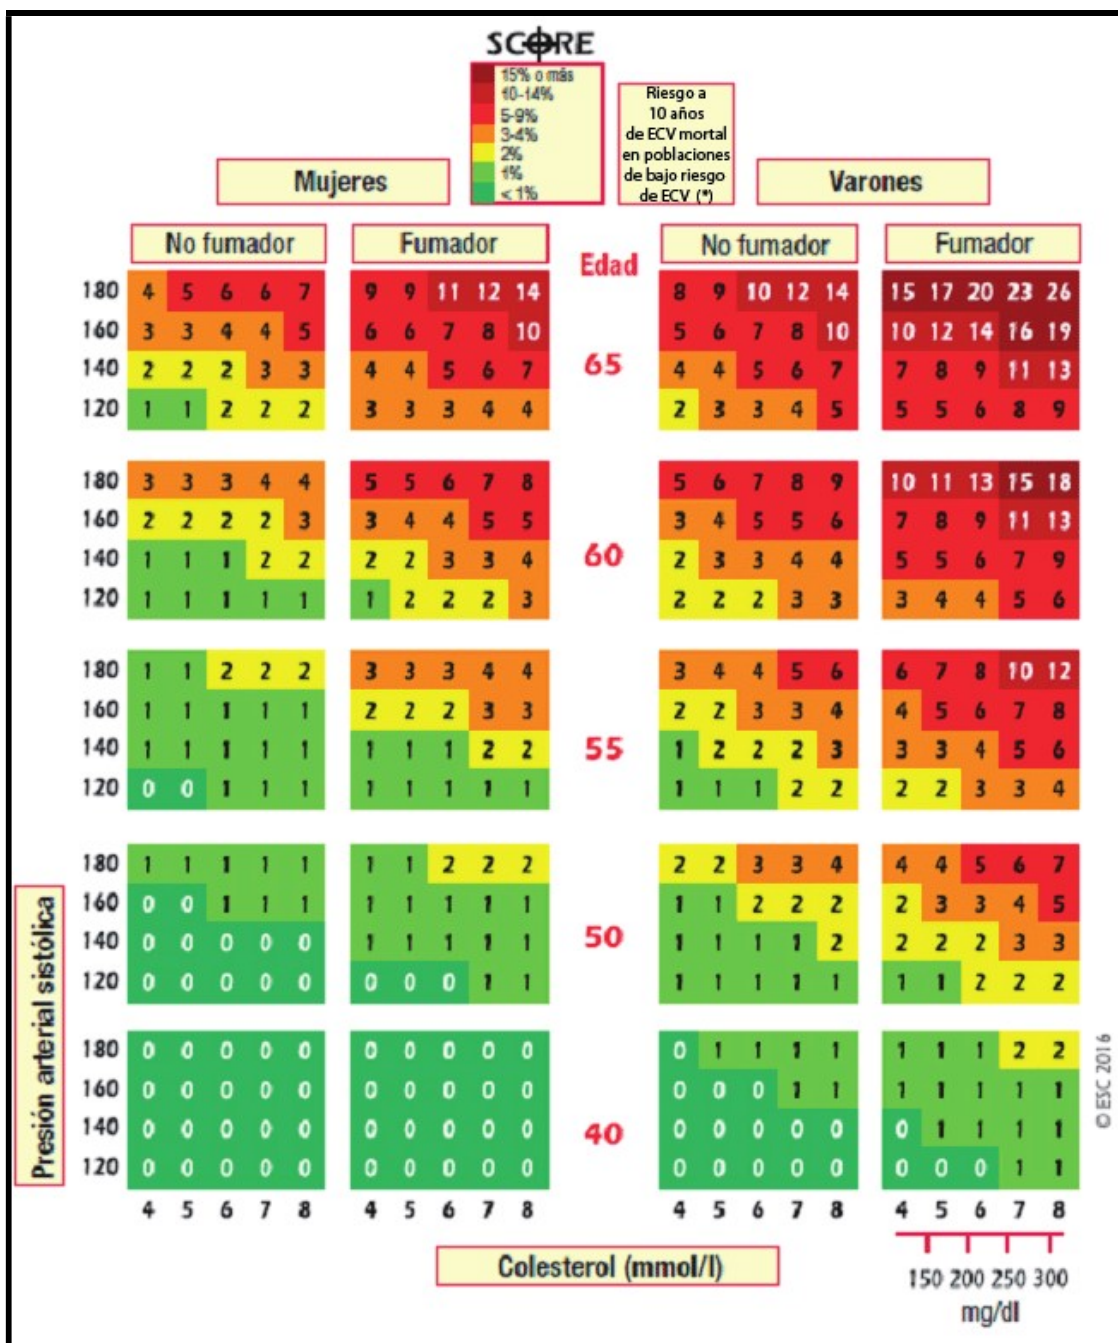 SCORE
15% o más
10-14%
5-9%
3-4%
2%
1%
< 1%
Riesgo a
10 años
de ECV mortal
en poblaciones
de bajo riesgo
de ECV (*)
Mujeres
Varones
No fumador
Fumador
Edad
No fumador
Fumador
180 4 5 6 6 7 9 9 11 12 14 8 9 10 12 14 15 17 20 23 26
160 3 3 4 4 5 6 6 7 8 10 5 6 7 8 10 10 12 14 16 19
65
140 2 2 2 3 3 4 4 5 6 7 4 4 5 6 7 7 8 9 11 13
120 1 1 2 2 2 3 3 3 4 4 2 3 3 4 5 5 5 6 8 9
180 3 3 3 4 4 5 5 6 7 8 5 6 7 8 9 10 11 13 15 18
160 2 2 2 2 3 3 4 4 5 5 3 4 5 5 6 7 8 9 11 13
60
140 1 1 1 2 2 2 2 3 3 4 2 3 3 4 4 5 5 6 7 9
120 1 1 1 1 1 1 2 2 2 3 2 2 2 3 3 3 4 4 5 6
180 1 1 2 2 2 3 3 3 4 4 3 4 4 5 6 6 7 8 10 12
160 1 1 1 1 1 2 2 2 3 3 2 2 3 3 4 4 5 6 7 8
55
140 1 1 1 1 1 1 1 1 2 2 1 2 2 2 3 3 3 4 5 6
120 0 0 1 1 1 1 1 1 1 1 1 1 1 2 2 2 2 3 3 4
180 1 1 1 1 1 1 1 2 2 2 2 2 3 3 4 4 4 5 6 7
160 0 0 1 1 1 1 1 1 1 1 1 1 2 2 2 2 3 3 4 5
50
140 0 0 0 0 0 1 1 1 1 1 1 1 1 1 2 2 2 2 3 3
120 0 0 0 0 0 0 0 0 1 1 1 1 1 1 1 1 1 2 2 2
180 0 0 0 0 0 0 0 0 0 0 0 1 1 1 1 1 1 1 2 2
160 0 0 0 0 0 0 0 0 0 0 0 0 0 1 1 1 1 1 1 1
40
140 0 0 0 0 0 0 0 0 0 0 0 0 0 0 0 0 1 1 1 1
120 0 0 0 0 0 0 0 0 0 0 0 0 0 0 0 0 0 0 1 1
4 5 6 7 8 4 5 6 7 8 4 5 6 7 8 4 5 6 7 8
Presión arterial sistólica
Colesterol (mmol/l)
150 200 250 300
mg/dl
© ESC 2016